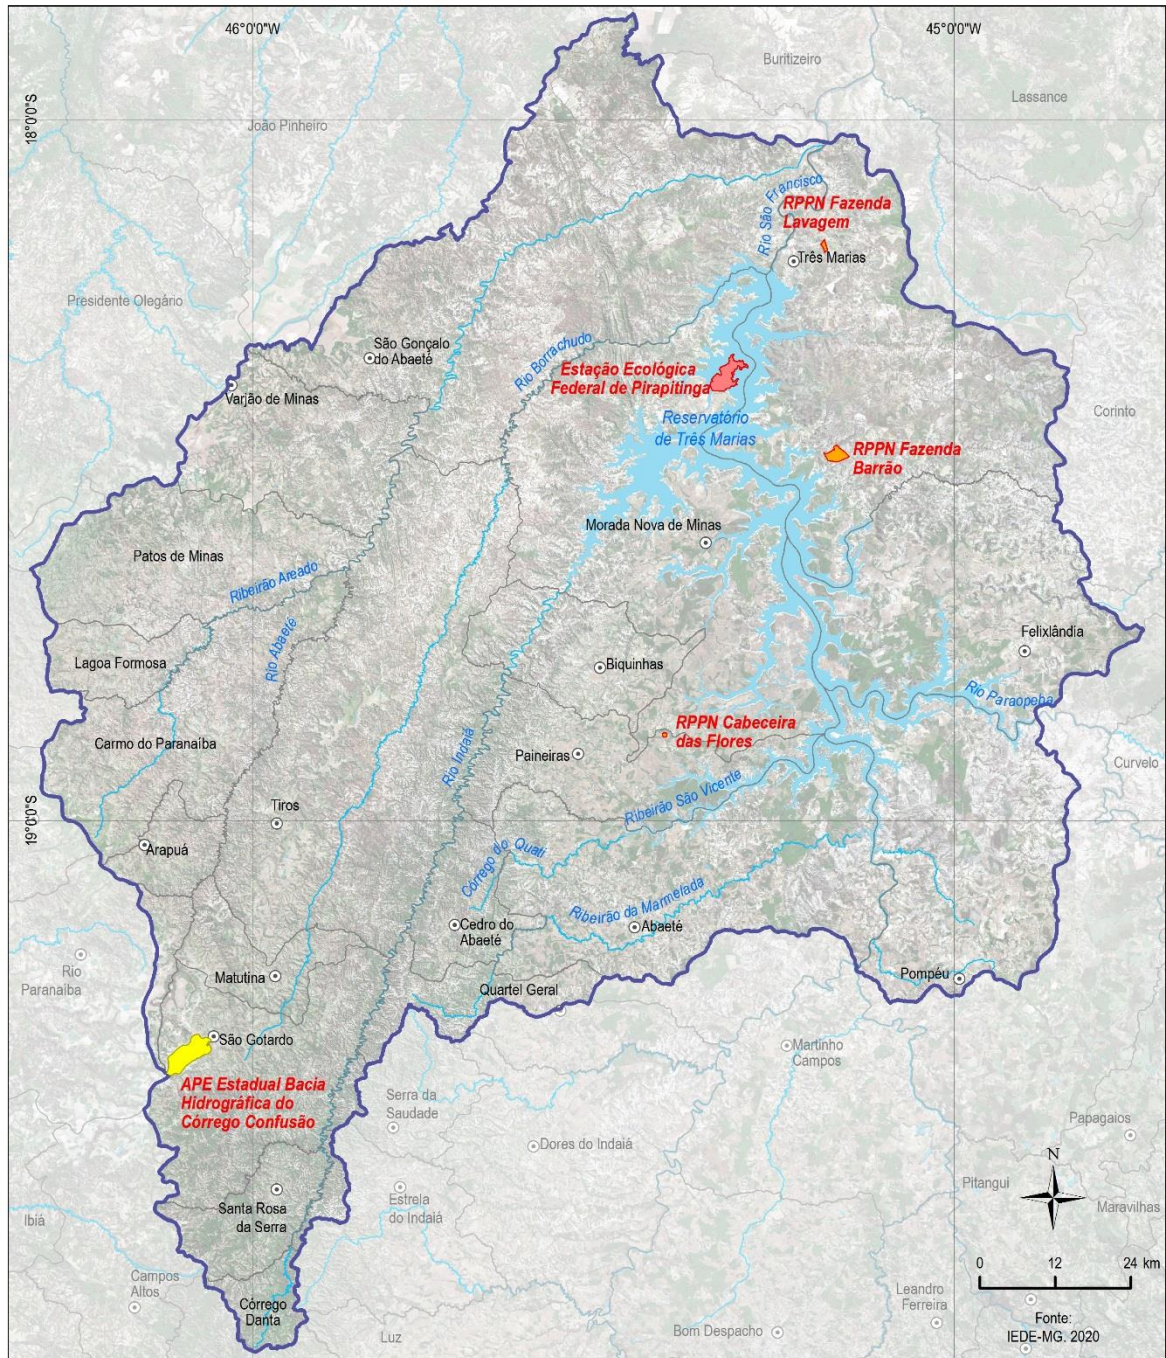 46°0'0"W
45°0'0"W
Buritizeiro
Lassance
18°0'0"S
João Pinheiro
Rio São Francisco
RPPN Fazenda
Lavagem
Três Marias
Presidente Olegário
São Gonçalo
do Abaeté
Rio Borrachudo
Estação Ecológica
Federal de Pirapitinga
Varjão de Minas
Reservatório
de Três Marias
Corinto
RPPN Fazenda
Barrão
Morada Nova de Minas
Patos de Minas
Ribeirão Areado
Rio Abaeté
Felixlândia
Lagoa Formosa
Biquinhas
Rio Paraopeba
RPPN Cabeceira
das Flores
Carmo do Paranaíba
Rio Indaiá
Paineiras
Curvelo
Ribeirão São Vicente
Tiros
19°0'0"S
Arapuá
Córrego do Quati
Ribeirão da Marmelada
Cedro do
Abaeté
Abaeté
Rio
Paranaíba
Matutina
Pompéu
Quartel Geral
São Gotardo
Martinho
Campos
APE Estadual Bacia
Hidrográfica do
Córrego Confusão
Serra da
Saudade
Papagaios
Dores do Indaiá
N
Pitangui
Santa Rosa
da Serra
Estrela
do Indaiá
Maravilhas
Ibiá
0 12 24 km
Campos
Altos
Córrego
Danta
Leandro
Ferreira
Luz
Bom Despacho
Fonte:
IEDE-MG. 2020